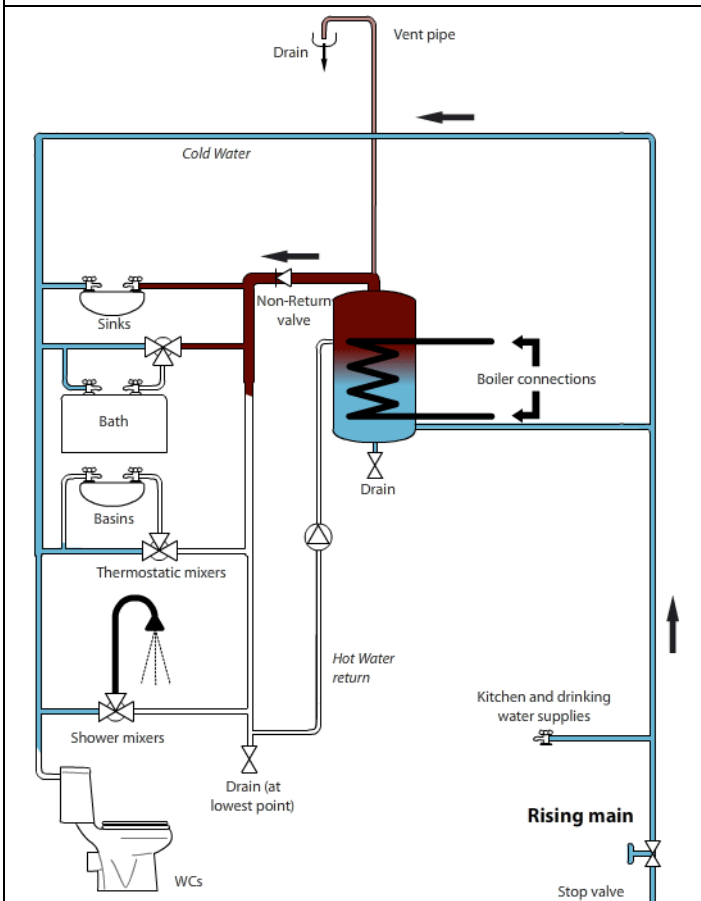 Vent pipe
Drain
Cold Water
Non-Return
valve
Sinks
Boiler connections
Bath
Drain
Basins
Thermostatic mixers
Hot Water
return
Kitchen and drinking
water supplies
Shower mixers
Drain (at
lowest point)
Rising main
WCs
Stop valve